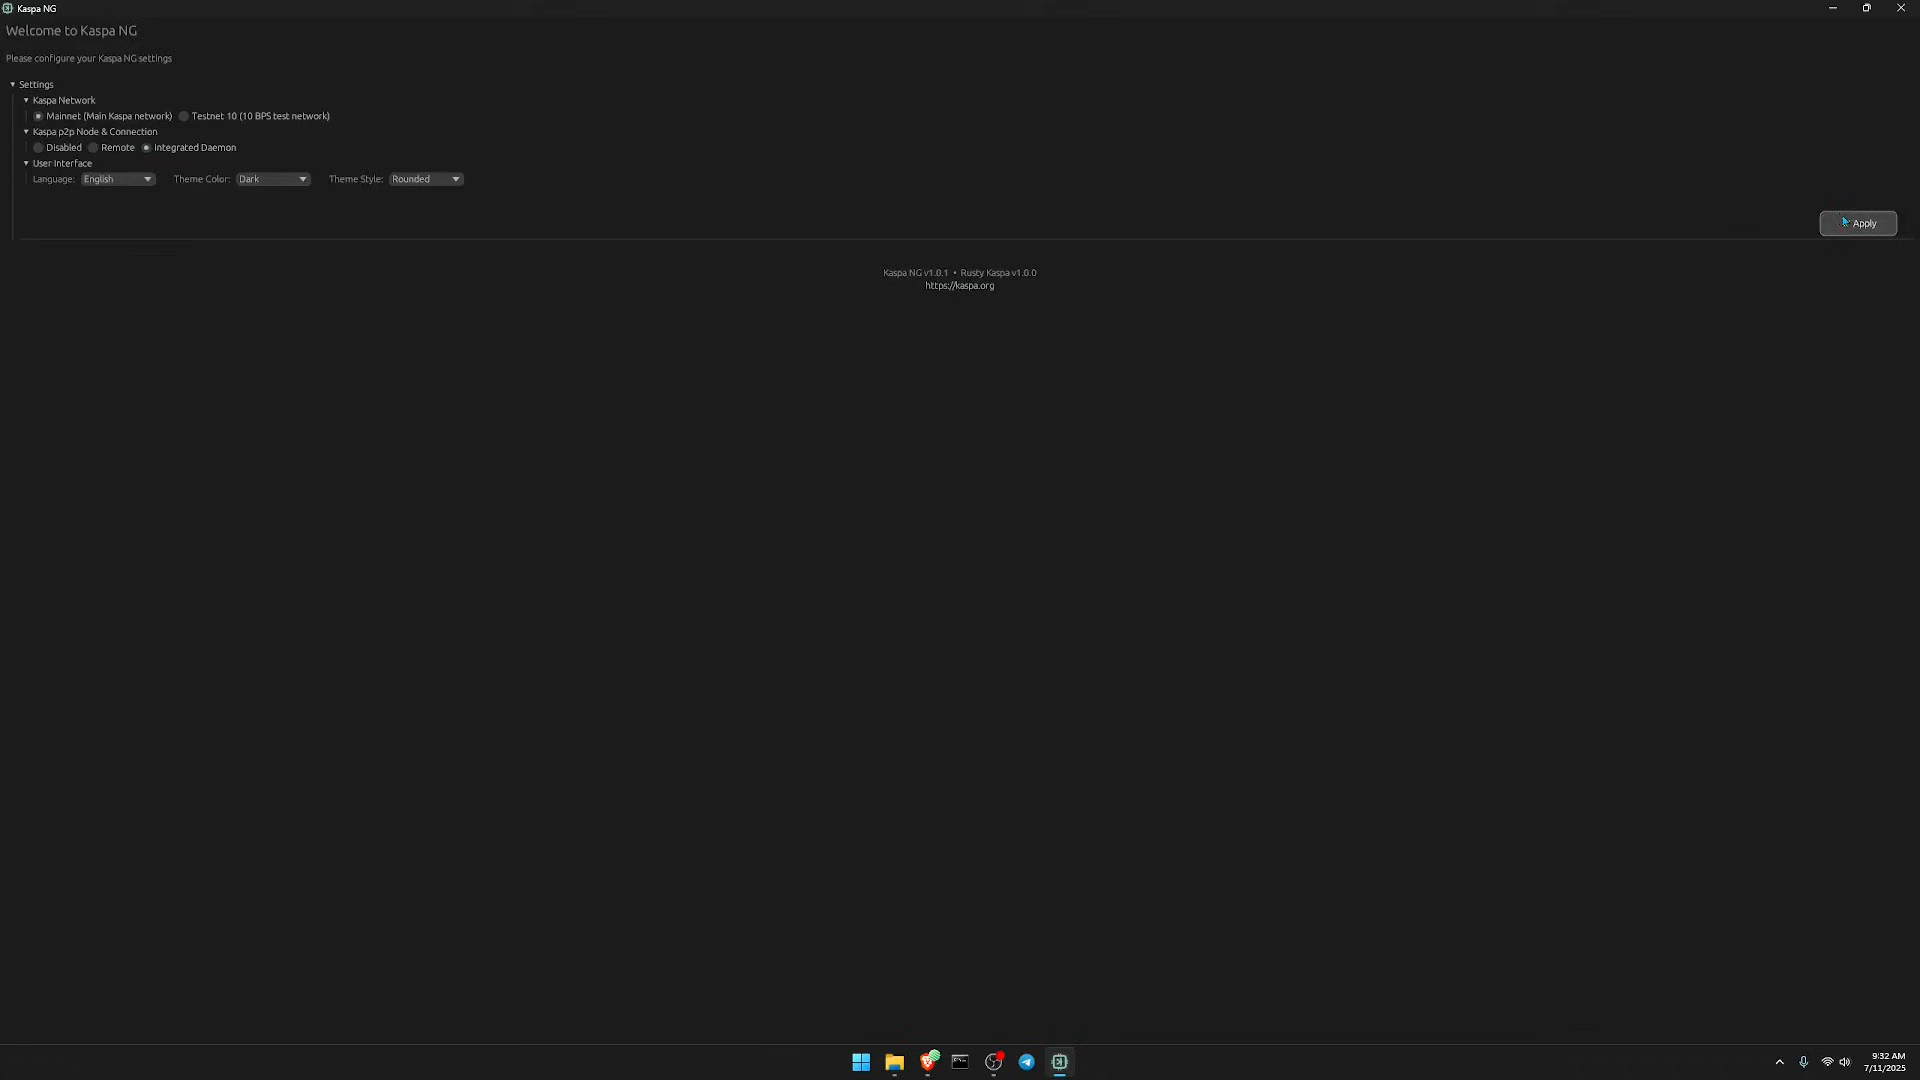 Kaspa NG
Welcome to Kaspa NG
Please configure your Kaspa NG settings
Settings
Kaspa Network
Mainnet (Main Kaspa network) Testnet 10 (10 BPS test network)
Kaspa p2p Node & Connection
Disabled Remote Integrated Daemon
User Interface
Language: English Theme Color: Dark Theme Style: Rounded
Apply
Kaspa NG v1.0.1 • Rusty Kaspa v1.0.0
https://kaspa.org
9:32 AM
7/11/2025